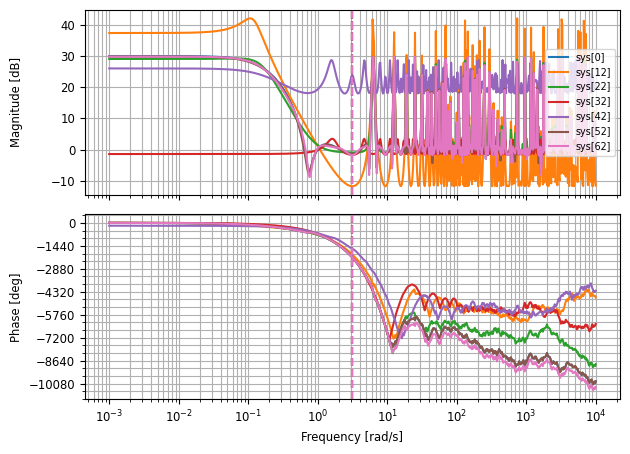 40
30
20
10
0
−10
Magnitude [dB]
sys[0]
sys[12]
sys[22]
sys[32]
sys[42]
sys[52]
sys[62]
0
−1440
−2880
−4320
−5760
−7200
−8640
−10080
Phase [deg]
10⁻³
10⁻²
10⁻¹
10⁰
10¹
10²
10³
10⁴
Frequency [rad/s]